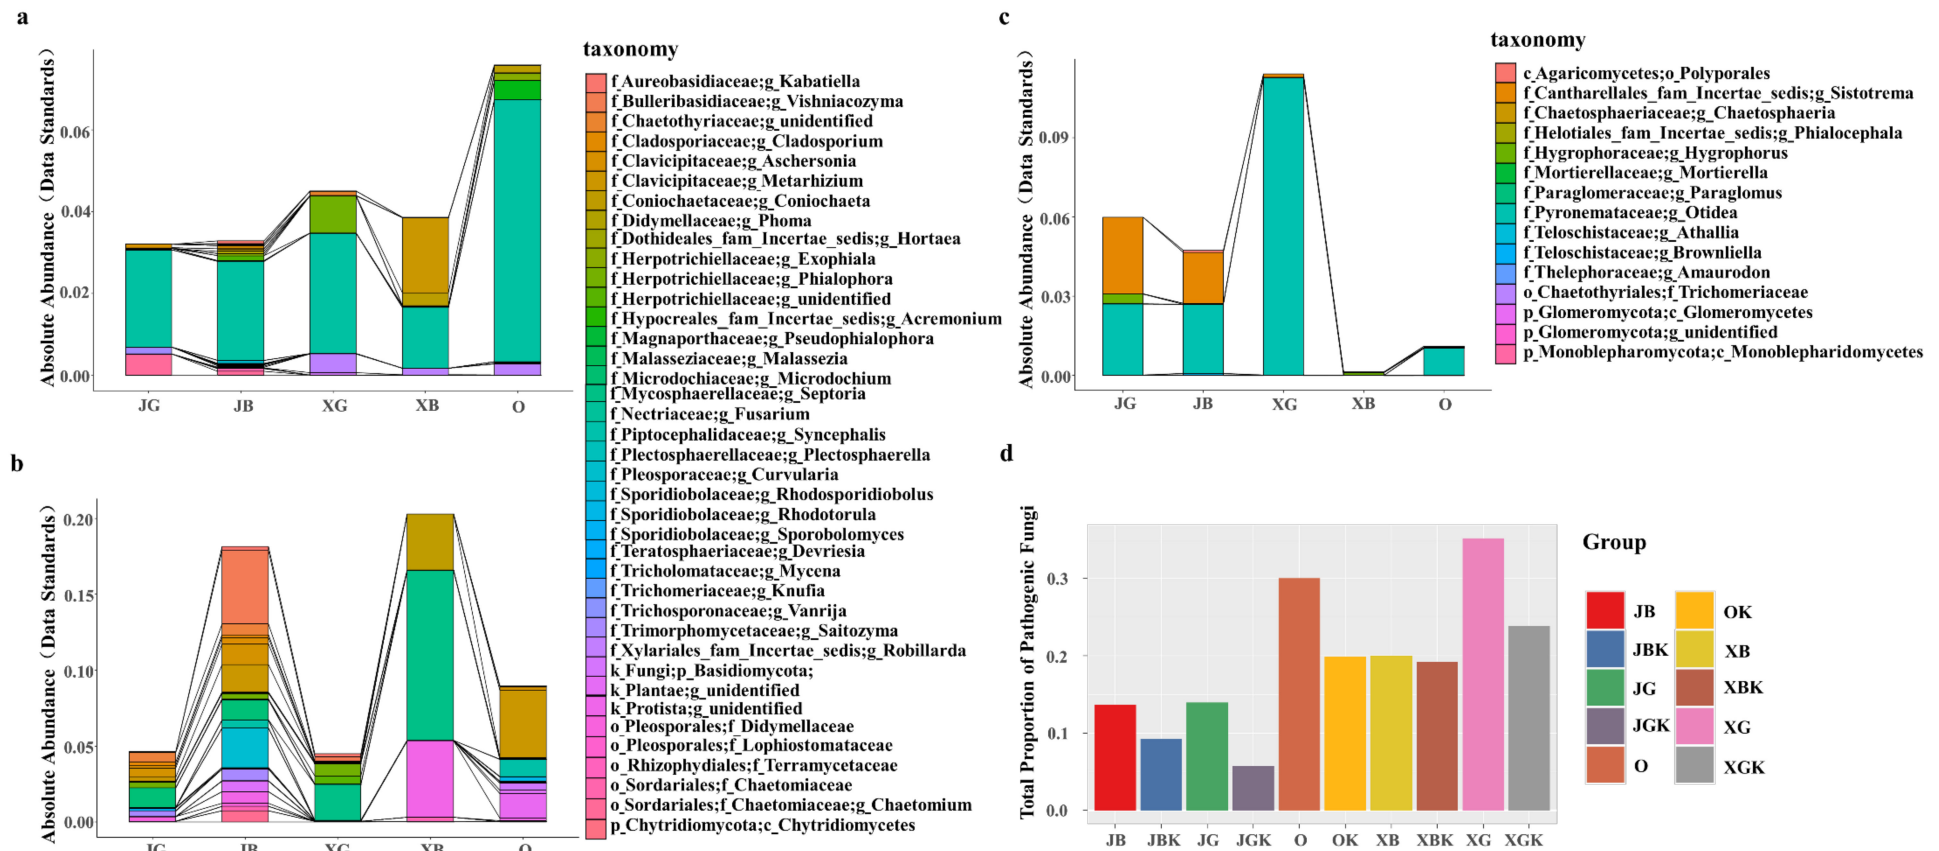 a
Absolute Abundance（Data Standards）
0.06
0.04
0.02
0.00
JG JB XG XB O
taxonomy
f_Aureobasidiaceae;g_Kabatiella
f_Bulleribasidiaceae;g_Vishniacozyma
f_Chaetothyriaceae;g_unidentified
f_Cladosporiaceae;g_Cladosporium
f_Clavicipitaceae;g_Aschersonia
f_Clavicipitaceae;g_Metarhizium
f_Coniochaetaceae;g_Coniochaeta
f_Didymellaceae;g_Phoma
f_Dothideales_fam_Incertae_sedis;g_Hortaea
f_Herpotrichiellaceae;g_Exophiala
f_Herpotrichiellaceae;g_Phialophora
f_Herpotrichiellaceae;g_unidentified
f_Hypocreales_fam_Incertae_sedis;g_Acremonium
f_Magnaporthaceae;g_Pseudophialophora
f_Malasseziaceae;g_Malassezia
f_Microdochiaceae;g_Microdochium
f_Mycosphaerellaceae;g_Septoria
f_Nectriaceae;g_Fusarium
f_Piptocephalidaceae;g_Syncephalis
f_Plectosphaerellaceae;g_Plectosphaerella
f_Pleosporaceae;g_Curvularia
f_Sporidiobolaceae;g_Rhodosporidiobolus
f_Sporidiobolaceae;g_Rhodotorula
f_Sporidiobolaceae;g_Sporobolomyces
f_Teratosphaeriaceae;g_Devriesia
f_Tricholomataceae;g_Mycena
f_Trichomeriaceae;g_Knufia
f_Trichosporonaceae;g_Vanrija
f_Trimorphomycetaceae;g_Saitozyma
f_Xylariales_fam_Incertae_sedis;g_Robillarda
k_Fungi;p_Basidiomycota;
k_Plantae;g_unidentified
k_Protista;g_unidentified
o_Pleosporales;f_Didymellaceae
o_Pleosporales;f_Lophiostomataceae
o_Rhizophydiales;f_Terramycetaceae
o_Sordariales;f_Chaetomiaceae
o_Sordariales;f_Chaetomiaceae;g_Chaetomium
p_Chytridiomycota;c_Chytridiomycetes
b
Absolute Abundance（Data Standards）
0.20
0.15
0.10
0.05
0.00
JG JB XG XB O
c
Absolute Abundance（Data Standards）
0.09
0.06
0.03
0.00
JG JB XG XB O
taxonomy
c_Agaricomycetes;o_Polyporales
f_Cantharellales_fam_Incertae_sedis;g_Sistotrema
f_Chaetosphaeriaceae;g_Chaetosphaeria
f_Helotiales_fam_Incertae_sedis;g_Phialocephala
f_Hygrophoraceae;g_Hygrophorus
f_Mortierellaceae;g_Mortierella
f_Paraglomeraceae;g_Paraglomus
f_Pyronemataceae;g_Otidea
f_Teloschistaceae;g_Athallia
f_Teloschistaceae;g_Brownliella
f_Thelephoraceae;g_Amaurodon
o_Chaetothyriales;f_Trichomeriaceae
p_Glomeromycota;c_Glomeromycetes
p_Glomeromycota;g_unidentified
p_Monoblepharomycota;c_Monoblepharidomycetes
d
Total Proportion of Pathogenic Fungi
0.3
0.2
0.1
0.0
JB JBK JG JGK O OK XB XBK XG XGK
Group
JB OK
JBK XB
JG XBK
JGK XG
O XGK